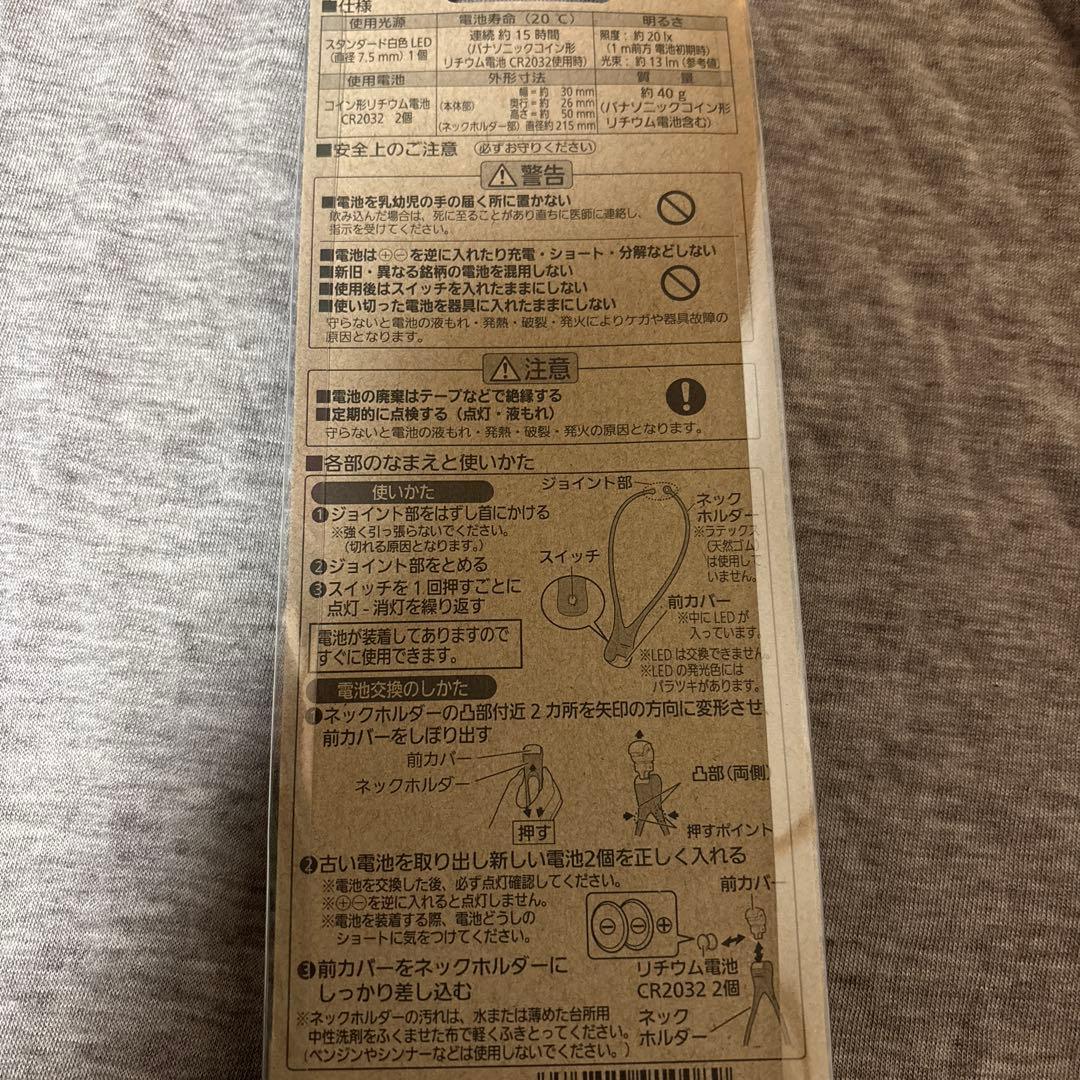 ■仕様
使用光源
電池寿命（20℃）
明るさ
スタンダード白色LED
（直径7.5mm）1個
連続 約15時間
（パナソニックコイン形
リチウム電池 CR2032使用時）
照度：約20 lx
（1m前方 電池初期時）
光束：約13 lm（参考値）
使用電池
外形寸法
質　量
コイン形リチウム電池
CR2032　2個
幅＝約　30mm
（本体部）　奥行＝約　26mm
高さ＝約　50mm
（ネックホルダー部）直径約215mm
約40g
（パナソニックコイン形
リチウム電池含む）
■安全上のご注意　（必ずお守りください）
警告
■電池を乳幼児の手の届く所に置かない
飲み込んだ場合は、死に至ることがあり直ちに医師に連絡し、
指示を受けてください。
■電池は⊕⊖を逆に入れたり充電・ショート・分解などしない
■新旧・異なる銘柄の電池を混用しない
■使用後はスイッチを入れたままにしない
■使い切った電池を器具に入れたままにしない
守らないと電池の液もれ・発熱・破裂・発火によりケガや器具故障の
原因となります。
注意
■電池の廃棄はテープなどで絶縁する
■定期的に点検する（点灯・液もれ）
守らないと電池の液もれ・発熱・破裂・発火の原因となります。
■各部のなまえと使いかた
使いかた
❶ジョイント部をはずし首にかける
※強く引っ張らないでください。
（切れる原因となります。）
❷ジョイント部をとめる
❸スイッチを1回押すごとに
点灯-消灯を繰り返す
電池が装着してありますので
すぐに使用できます。
ジョイント部
ネック
ホルダー
※ラテックス
（天然ゴム）
は使用して
いません。
スイッチ
前カバー
※中にLEDが
入っています。
※LEDは交換できません。
※LEDの発光色には
バラツキがあります。
電池交換のしかた
❶ネックホルダーの凸部付近2カ所を矢印の方向に変形させ、
前カバーをしぼり出す
前カバー
ネックホルダー
押す
凸部（両側）
押すポイント
❷古い電池を取り出し新しい電池2個を正しく入れる
※電池を交換した後、必ず点灯確認してください。
※⊕⊖を逆に入れると点灯しません。
※電池を装着する際、電池どうしの
ショートに気をつけてください。
前カバー
⊖ ⊖ ⊕
リチウム電池
CR2032 2個
ネック
ホルダー
❸前カバーをネックホルダーに
しっかり差し込む
※ネックホルダーの汚れは、水または薄めた台所用
中性洗剤をふくませた布で軽くふきとってください。
（ベンジンやシンナーなどは使用しないでください。）